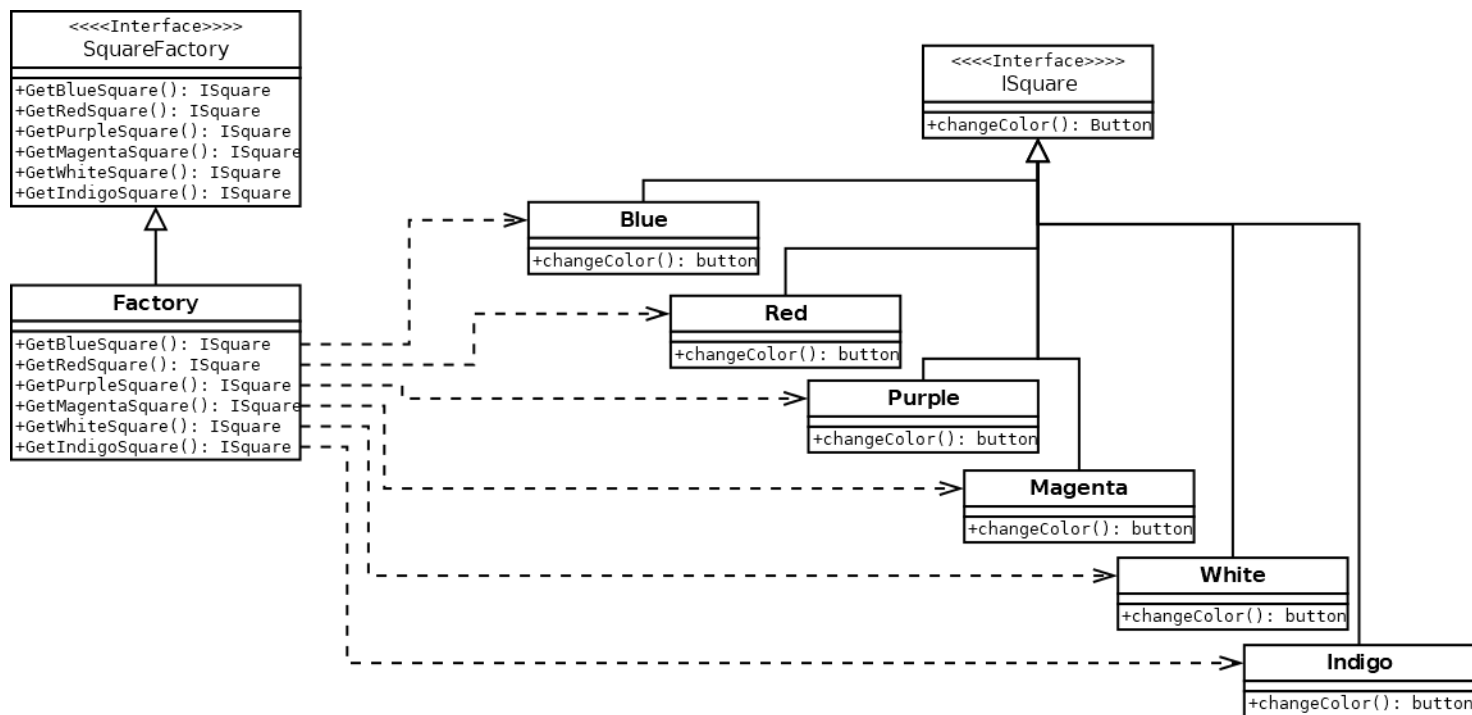 <<<<Interface>>>>
SquareFactory
+GetBlueSquare(): ISquare
+GetRedSquare(): ISquare
+GetPurpleSquare(): ISquare
+GetMagentaSquare(): ISquare
+GetWhiteSquare(): ISquare
+GetIndigoSquare(): ISquare
Factory
+GetBlueSquare(): ISquare
+GetRedSquare(): ISquare
+GetPurpleSquare(): ISquare
+GetMagentaSquare(): ISquare
+GetWhiteSquare(): ISquare
+GetIndigoSquare(): ISquare
<<<<Interface>>>>
ISquare
+changeColor(): Button
Blue
+changeColor(): button
Red
+changeColor(): button
Purple
+changeColor(): button
Magenta
+changeColor(): button
White
+changeColor(): button
Indigo
+changeColor(): button